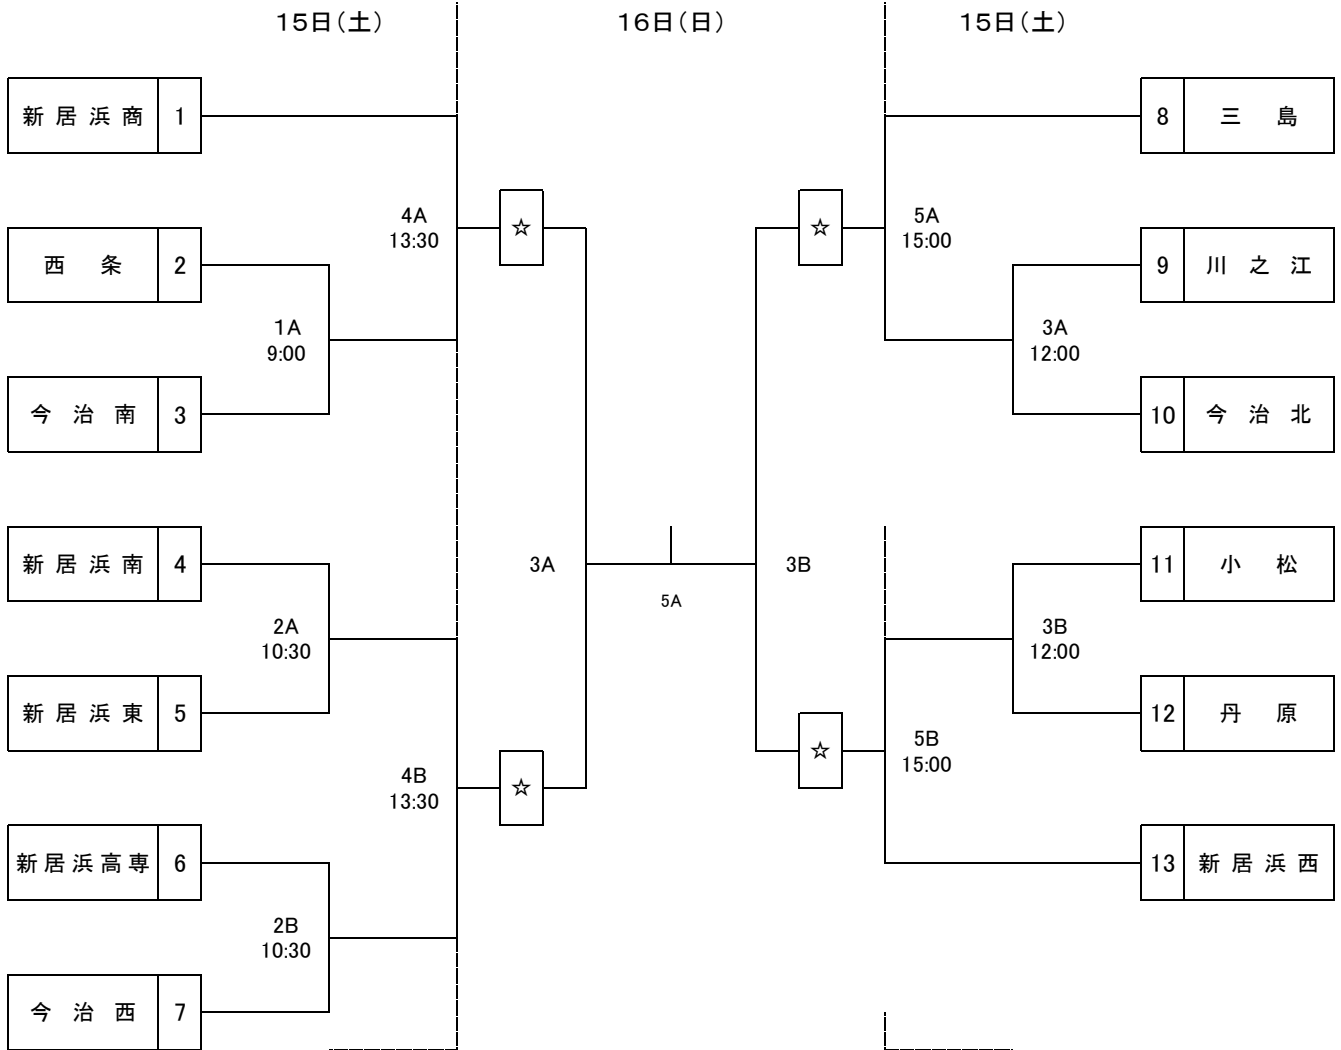 15日(土)
16日(日)
15日(土)
新居浜商 1
8 三島
4A
13:30
☆
☆
5A
15:00
西条 2
9 川之江
1A
9:00
3A
12:00
今治南 3
10 今治北
新居浜南 4
11 小松
3A
3B
5A
2A
10:30
3B
12:00
新居浜東 5
12 丹原
4B
13:30
☆
☆
5B
15:00
新居浜高専 6
13 新居浜西
2B
10:30
今治西 7